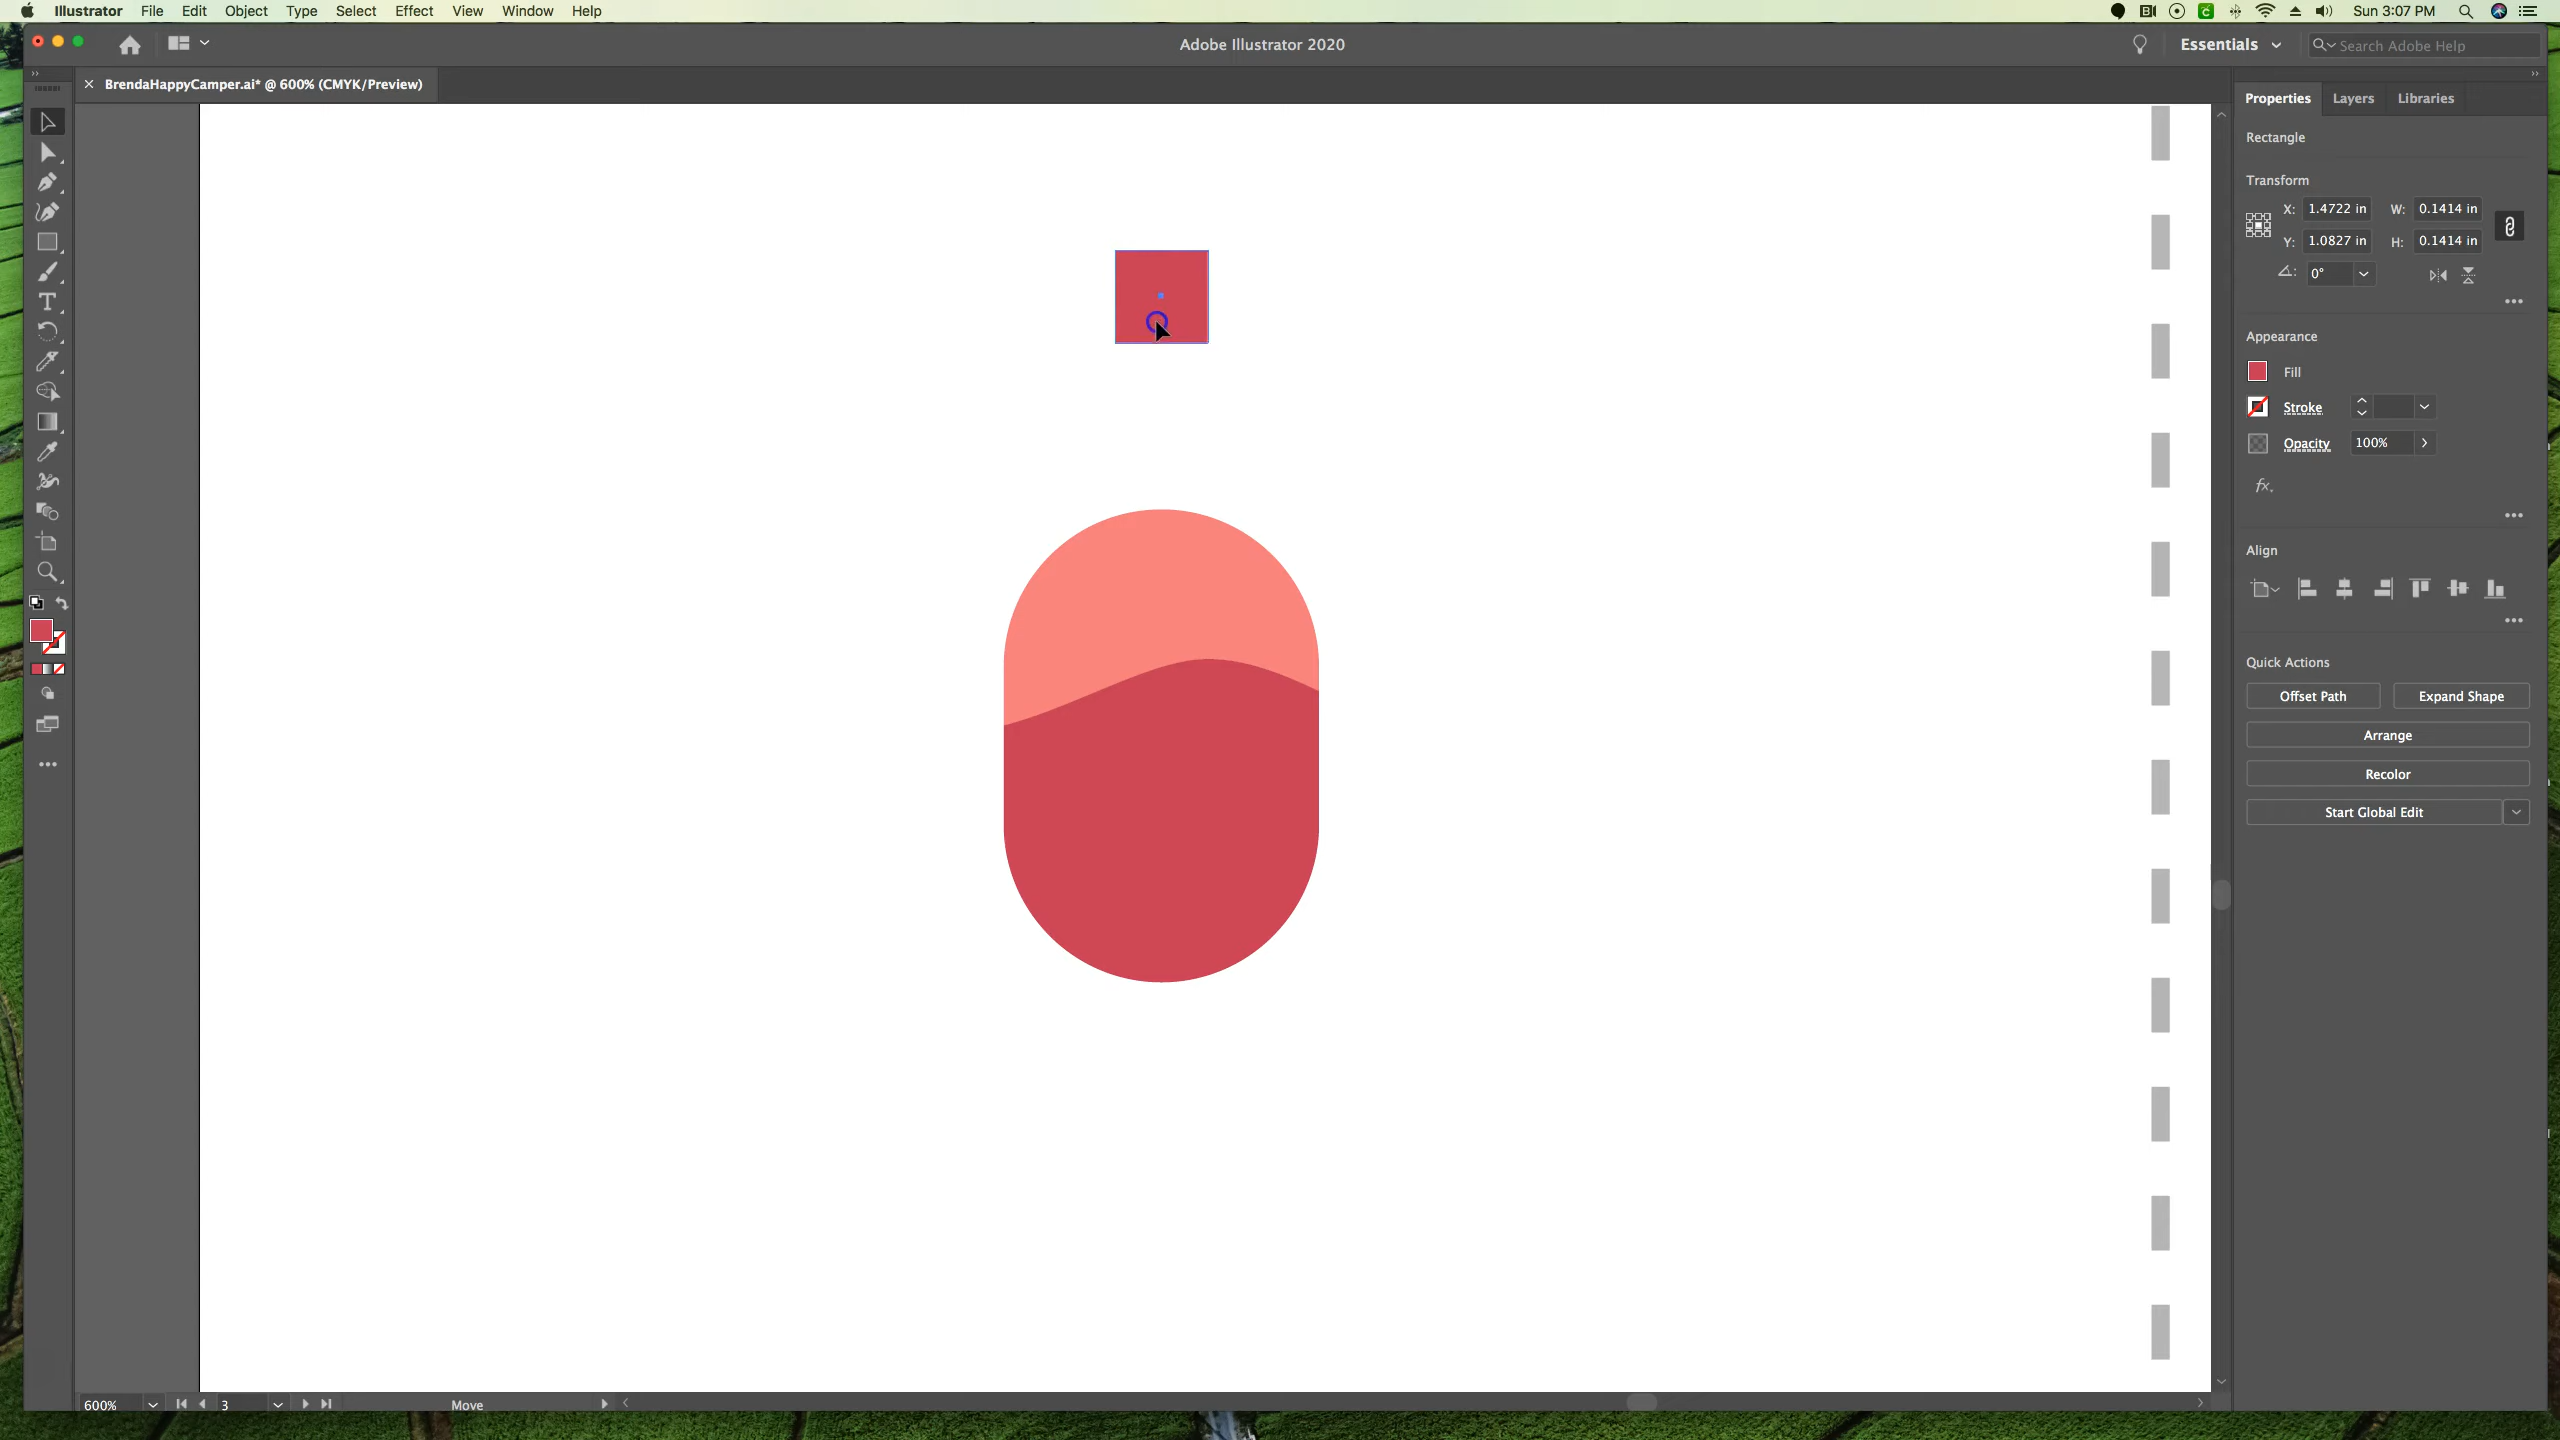 Illustrator File Edit Object Type Select Effect View Window Help
Sun 3:07 PM
Adobe Illustrator 2020
Essentials
Search Adobe Help
BrendaHappyCamper.ai* @ 600% (CMYK/Preview)
Properties Layers Libraries
Rectangle
Transform
X: 1.4722 in W: 0.1414 in
Y: 1.0827 in H: 0.1414 in
0°
Appearance
Fill
Stroke
Opacity 100%
fx.
Align
Quick Actions
Offset Path Expand Shape
Arrange
Recolor
Start Global Edit
600% 3 Move